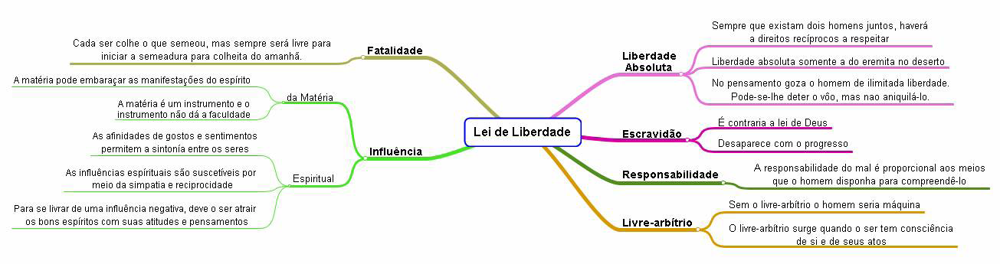 Lei de Liberdade
Fatalidade
Cada ser colhe o que semeou, mas sempre será livre para
iniciar a semeadura para colheita do amanhã.
Influência
da Matéria
A matéria pode embaraçar as manifestações do espírito
A matéria é um instrumento e o
instrumento não dá a faculdade
Espiritual
As afinidades de gostos e sentimentos
permitem a sintonía entre os seres
As influências espírituais são suscetíveis por
meio da simpatia e reciprocidade
Para se livrar de uma influência negativa, deve o ser atrair
os bons espíritos com suas atitudes e pensamentos
Liberdade
Absoluta
Sempre que existam dois homens juntos, haverá
a direitos recíprocos a respeitar
Liberdade absoluta somente a do eremita no deserto
No pensamento goza o homem de ilimitada liberdade.
Pode-se-lhe deter o vôo, mas nao aniquilá-lo.
Escravidão
É contraria a lei de Deus
Desaparece com o progresso
Responsabilidade
A responsabilidade do mal é proporcional aos meios
que o homem disponha para compreendê-lo
Livre-arbítrio
Sem o livre-arbítrio o homem seria máquina
O livre-arbítrio surge quando o ser tem consciência
de si e de seus atos